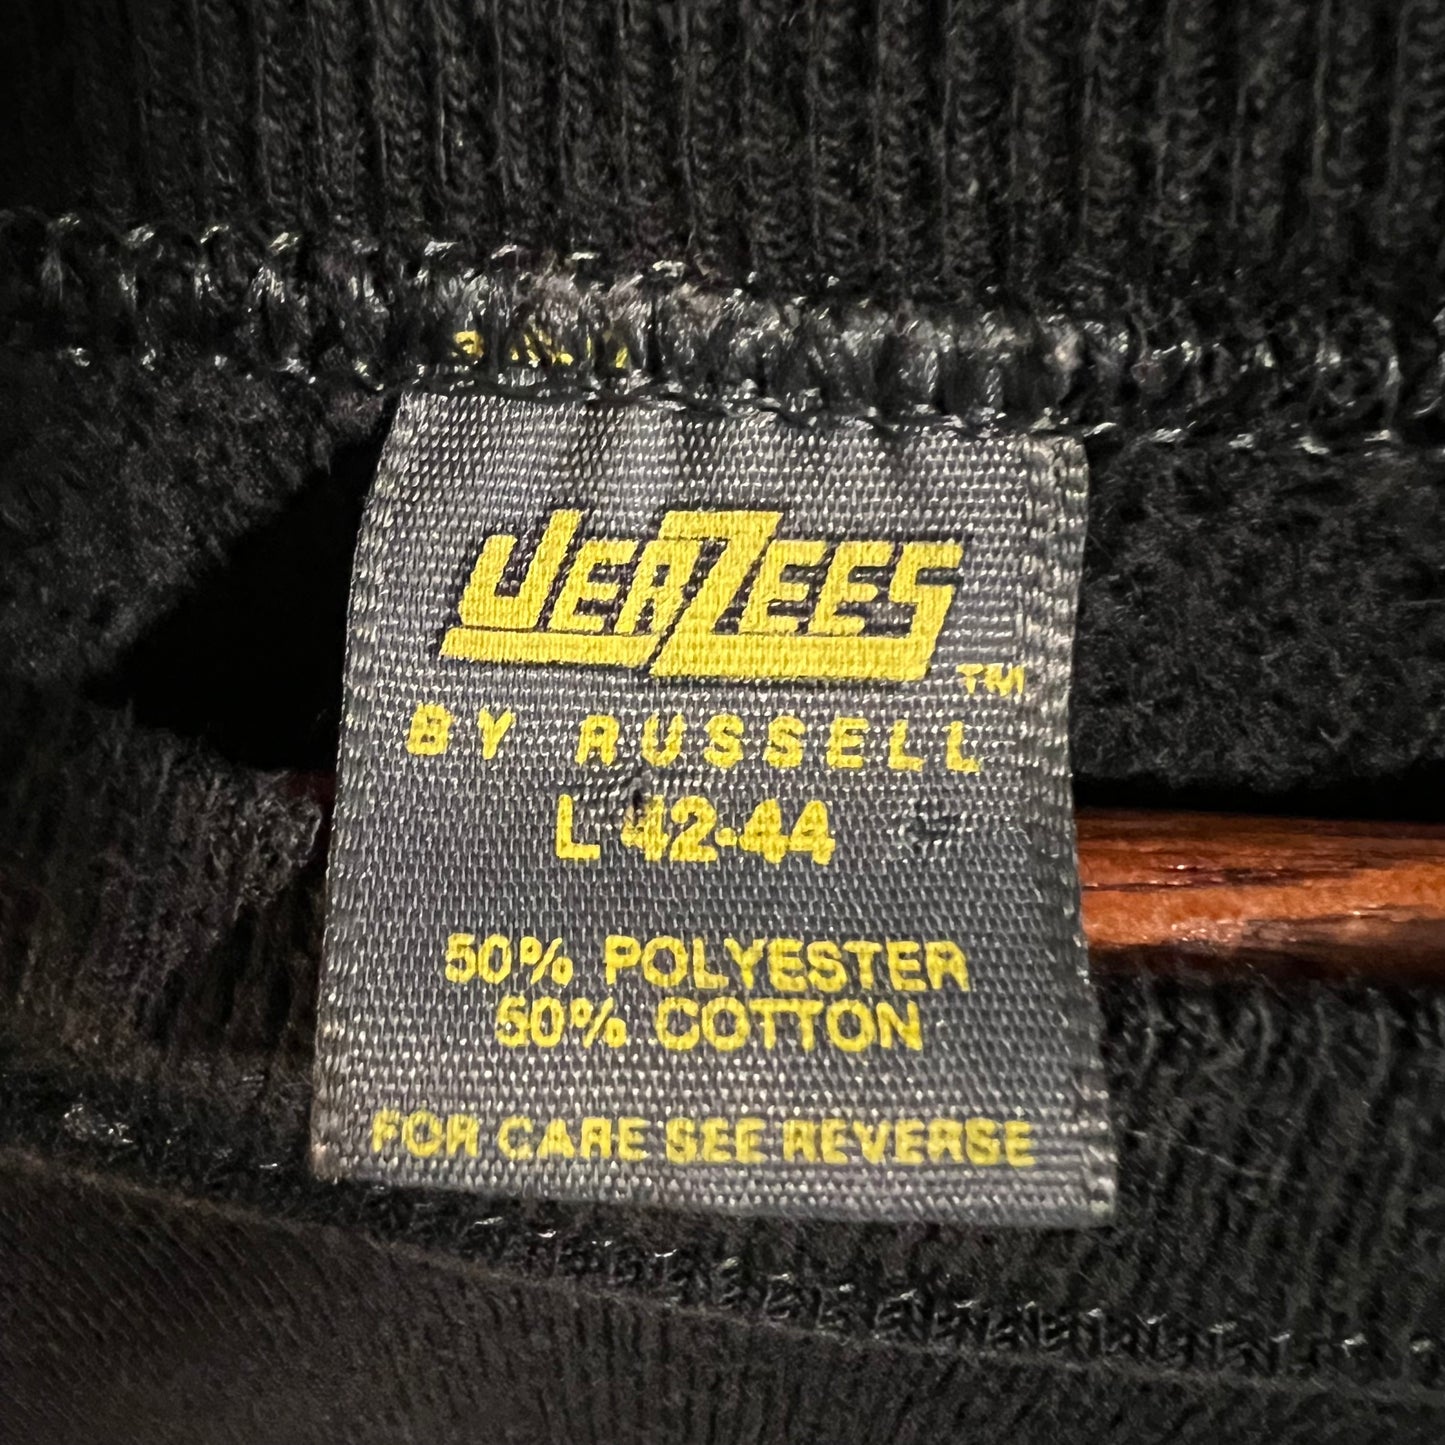 JERZEES TM
BY RUSSELL
L 42-44
50% POLYESTER
50% COTTON
FOR CARE SEE REVERSE